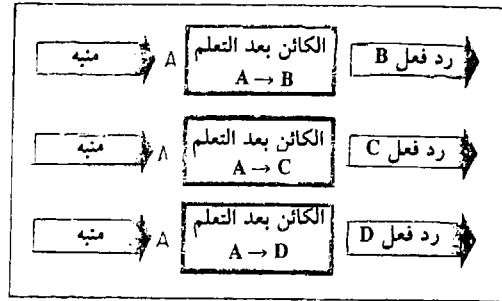 منبه A
الكائن بعد التعلم
A → B
رد فعل B
منبه A
الكائن بعد التعلم
A → C
رد فعل C
منبه A
الكائن بعد التعلم
A → D
رد فعل D